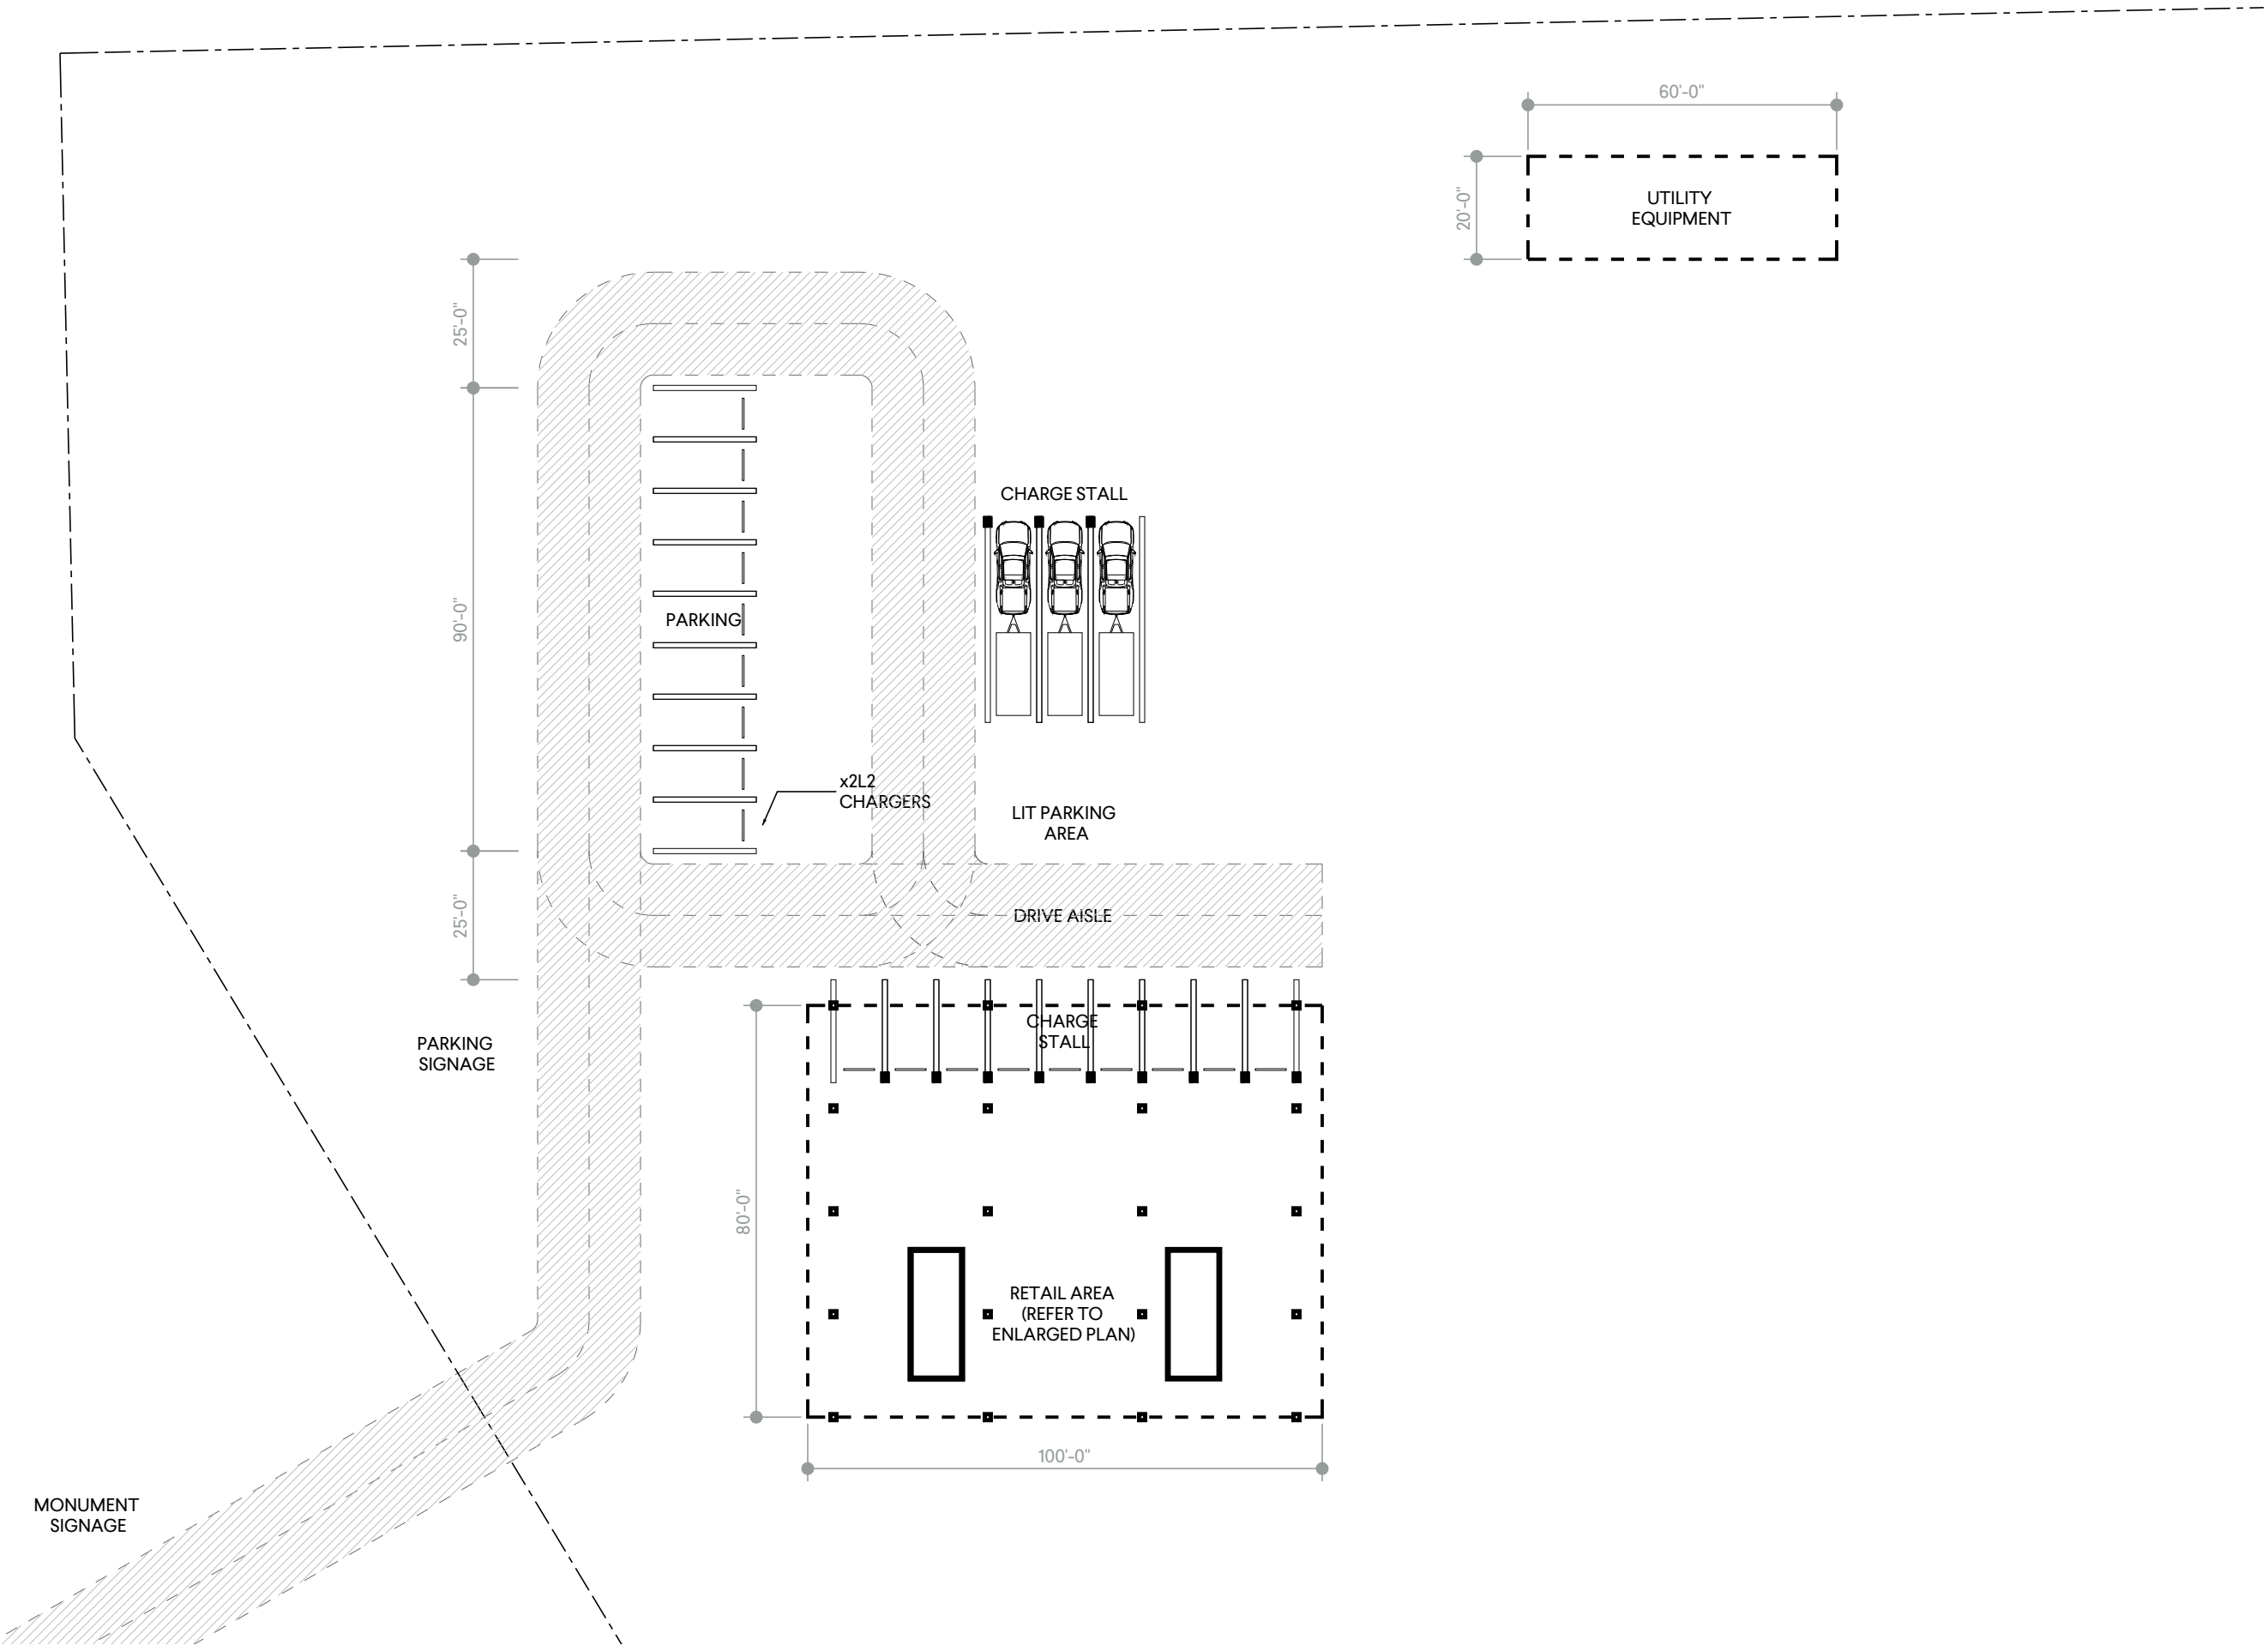 60'-0"
20'-0"
UTILITY
EQUIPMENT
25'-0"
CHARGE STALL
90'-0"
PARKING
x2L2
CHARGERS
LIT PARKING
AREA
25'-0"
DRIVE AISLE
CHARGE
STALL
PARKING
SIGNAGE
80'-0"
RETAIL AREA
(REFER TO
ENLARGED PLAN)
100'-0"
MONUMENT
SIGNAGE